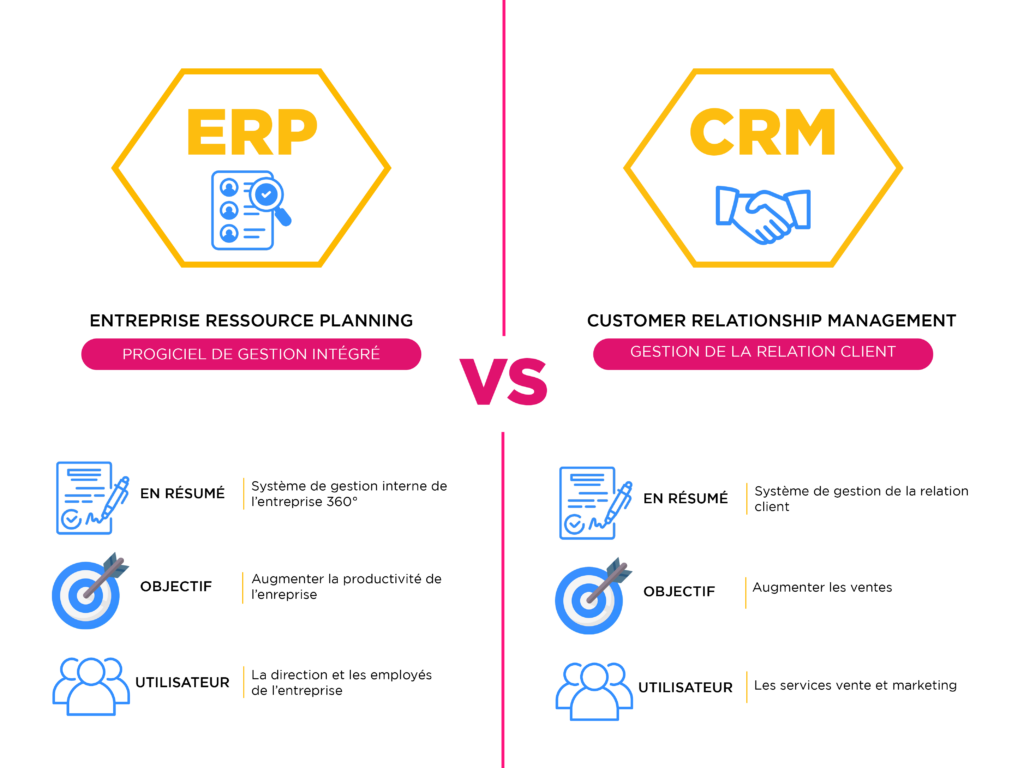 ERP
ENTREPRISE RESSOURCE PLANNING
PROGICIEL DE GESTION INTÉGRÉ
EN RÉSUMÉ
Système de gestion interne de
l'entreprise 360°
OBJECTIF
Augmenter la productivité de
l'enreprise
UTILISATEUR
La direction et les employés
de l'entreprise
VS
CRM
CUSTOMER RELATIONSHIP MANAGEMENT
GESTION DE LA RELATION CLIENT
EN RÉSUMÉ
Système de gestion de la relation
client
OBJECTIF
Augmenter les ventes
UTILISATEUR
Les services vente et marketing